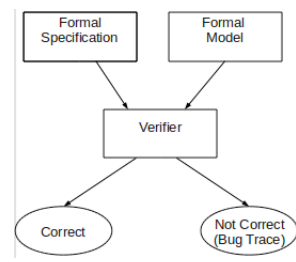 Formal
Specification
Formal
Model
Verifier
Correct
Not Correct
(Bug Trace)